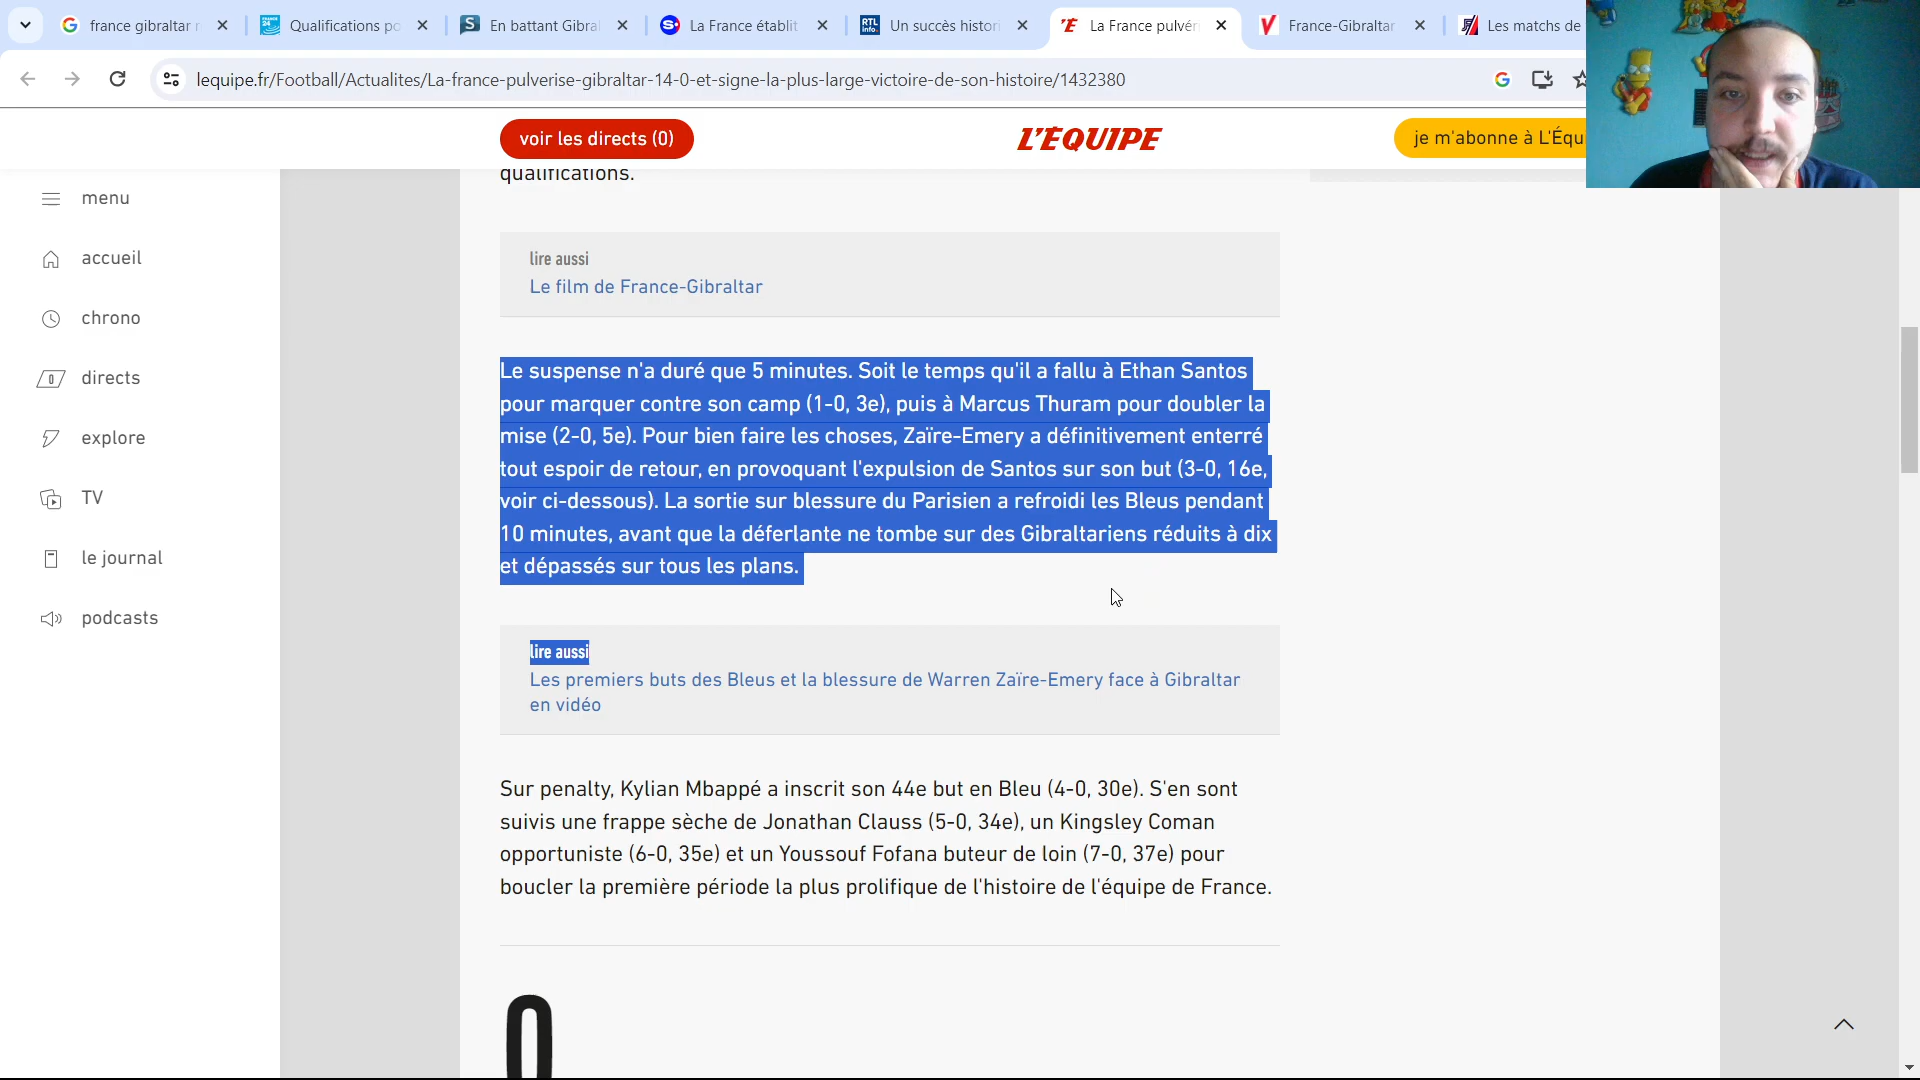 france gibraltar
Qualifications po
En battant Gibral
La France établit
Un succès histori
La France pulvér
France-Gibraltar
Les matchs de
lequipe.fr/Football/Actualites/La-france-pulverise-gibraltar-14-0-et-signe-la-plus-large-victoire-de-son-histoire/1432380
voir les directs (0)
L'ÉQUIPE
je m'abonne à L'Équ
menu
accueil
chrono
directs
explore
TV
le journal
podcasts
qualifications.
lire aussi
Le film de France-Gibraltar
Le suspense n'a duré que 5 minutes. Soit le temps qu'il a fallu à Ethan Santos
pour marquer contre son camp (1-0, 3e), puis à Marcus Thuram pour doubler la
mise (2-0, 5e). Pour bien faire les choses, Zaïre-Emery a définitivement enterré
tout espoir de retour, en provoquant l'expulsion de Santos sur son but (3-0, 16e,
voir ci-dessous). La sortie sur blessure du Parisien a refroidi les Bleus pendant
10 minutes, avant que la déferlante ne tombe sur des Gibraltariens réduits à dix
et dépassés sur tous les plans.
lire aussi
Les premiers buts des Bleus et la blessure de Warren Zaïre-Emery face à Gibraltar
en vidéo
Sur penalty, Kylian Mbappé a inscrit son 44e but en Bleu (4-0, 30e). S'en sont
suivis une frappe sèche de Jonathan Clauss (5-0, 34e), un Kingsley Coman
opportuniste (6-0, 35e) et un Youssouf Fofana buteur de loin (7-0, 37e) pour
boucler la première période la plus prolifique de l'histoire de l'équipe de France.
0